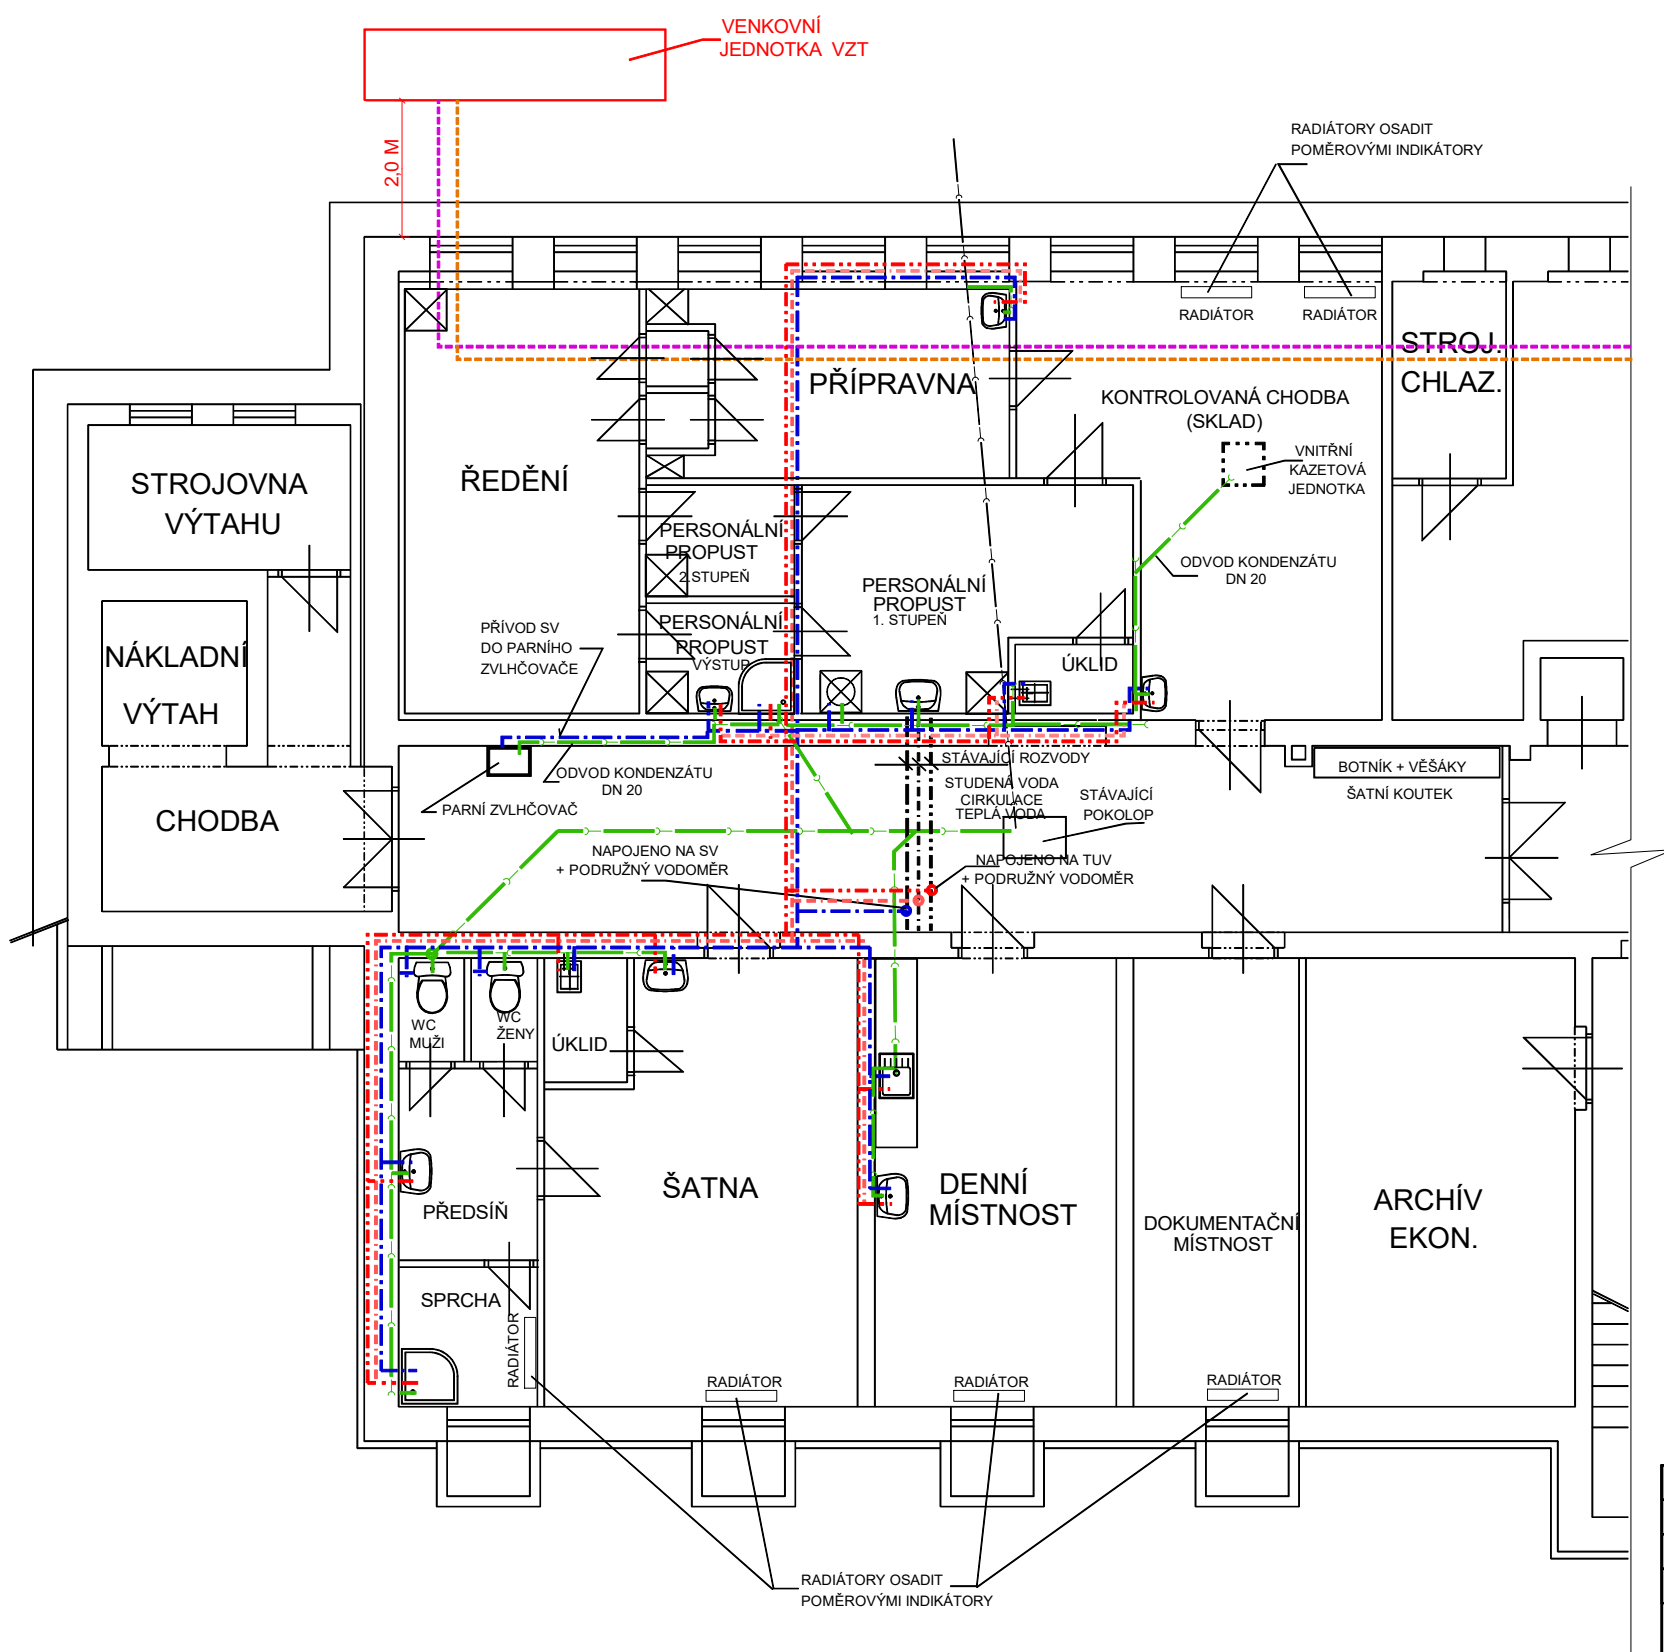 VENKOVNÍ
JEDNOTKA VZT
2,0 M
RADIÁTORY OSADIT
POMĚROVÝMI INDIKÁTORY
RADIÁTOR
RADIÁTOR
STROJ.
CHLAZ.
PŘÍPRAVNA
KONTROLOVANÁ CHODBA
(SKLAD)
VNITŘNÍ
KAZETOVÁ
JEDNOTKA
ŘEDĚNÍ
STROJOVNA
VÝTAHU
PERSONÁLNÍ
PROPUST
2.STUPEŇ
PERSONÁLNÍ
PROPUST
1. STUPEŇ
ODVOD KONDENZÁTU
DN 20
PERSONÁLNÍ
PROPUST
VÝSTUP
PŘÍVOD SV
DO PARNÍHO
ZVLHČOVAČE
NÁKLADNÍ
VÝTAH
ÚKLID
STÁVAJÍCÍ ROZVODY
STUDENÁ VODA
CIRKULACE
TEPLÁ VODA
STÁVAJÍCÍ
POKOLOP
BOTNÍK + VĚŠÁKY
ŠATNÍ KOUTEK
ODVOD KONDENZÁTU
DN 20
PARNÍ ZVLHČOVAČ
CHODBA
NAPOJENO NA SV
+ PODRUŽNÝ VODOMĚR
NAPOJENO NA TUV
+ PODRUŽNÝ VODOMĚR
WC
MUŽI
WC
ŽENY
ÚKLID
PŘEDSÍŇ
ŠATNA
DENNÍ
MÍSTNOST
DOKUMENTAČNÍ
MÍSTNOST
ARCHÍV
EKON.
SPRCHA
RADIÁTOR
RADIÁTOR
RADIÁTOR
RADIÁTOR
RADIÁTORY OSADIT
POMĚROVÝMI INDIKÁTORY